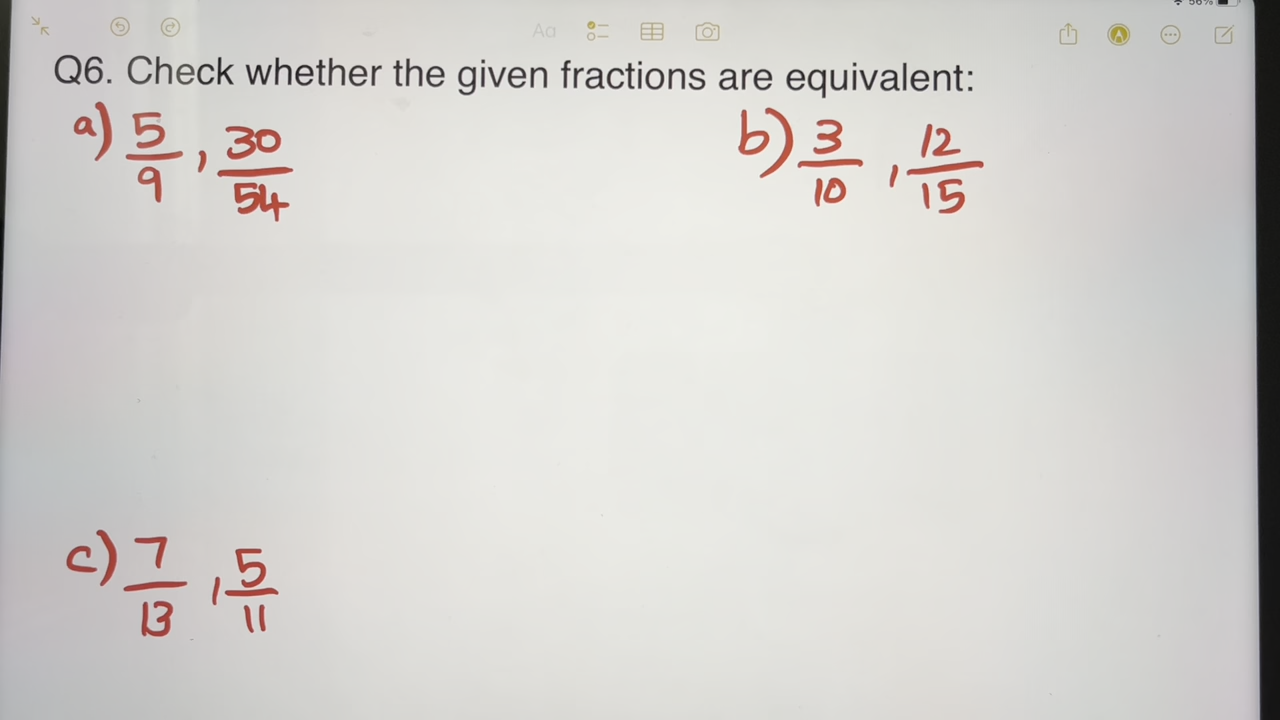 56%
Aa
Q6. Check whether the given fractions are equivalent:
a) 5/9, 30/54
b) 3/10, 12/15
c) 7/13, 5/11